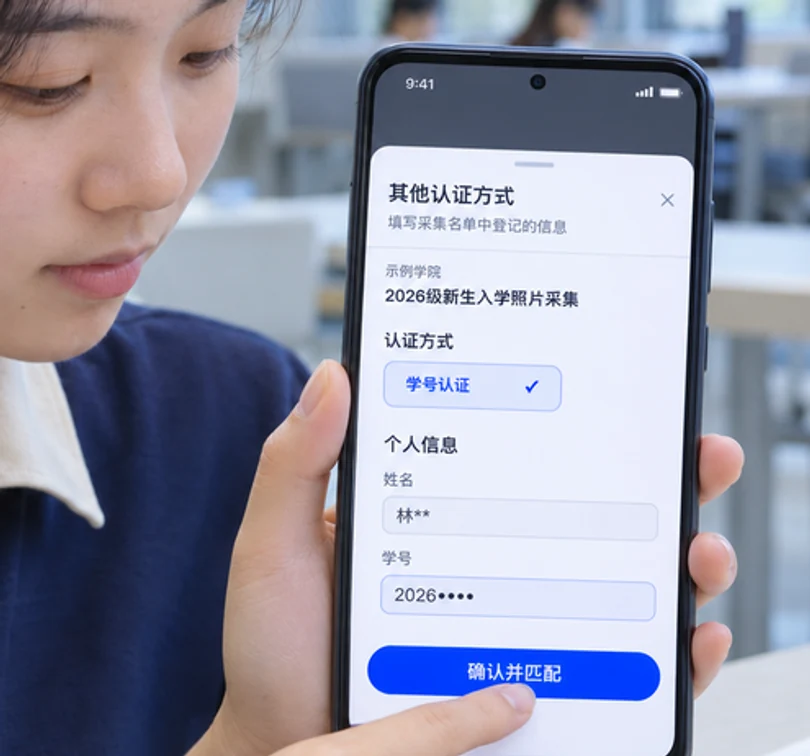 9:41
其他认证方式
填写采集名单中登记的信息
示例学院
2026级新生入学照片采集
认证方式
学号认证 ✓
个人信息
姓名
林**
学号
2026••••
确认并匹配